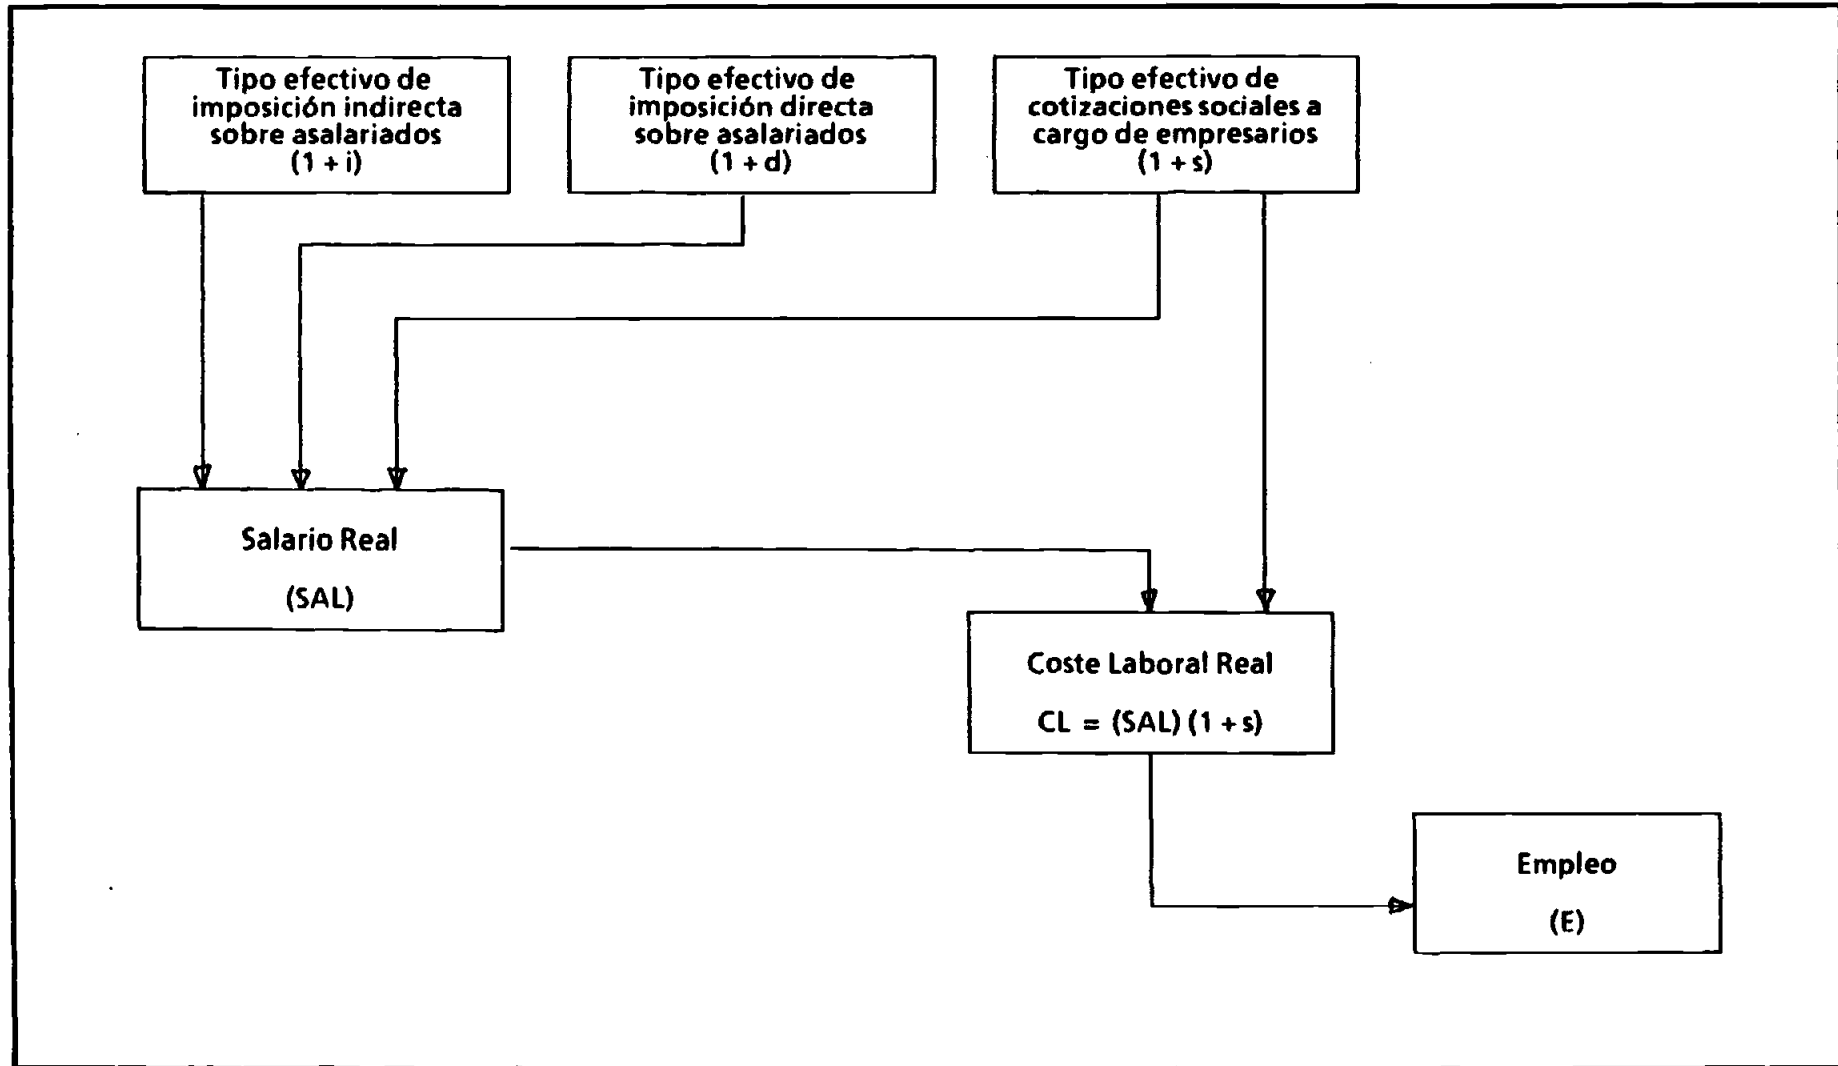 Tipo efectivo de
imposición indirecta
sobre asalariados
(1 + i)
Tipo efectivo de
imposición directa
sobre asalariados
(1 + d)
Tipo efectivo de
cotizaciones sociales a
cargo de empresarios
(1 + s)
Salario Real
(SAL)
Coste Laboral Real
CL = (SAL) (1 + s)
Empleo
(E)